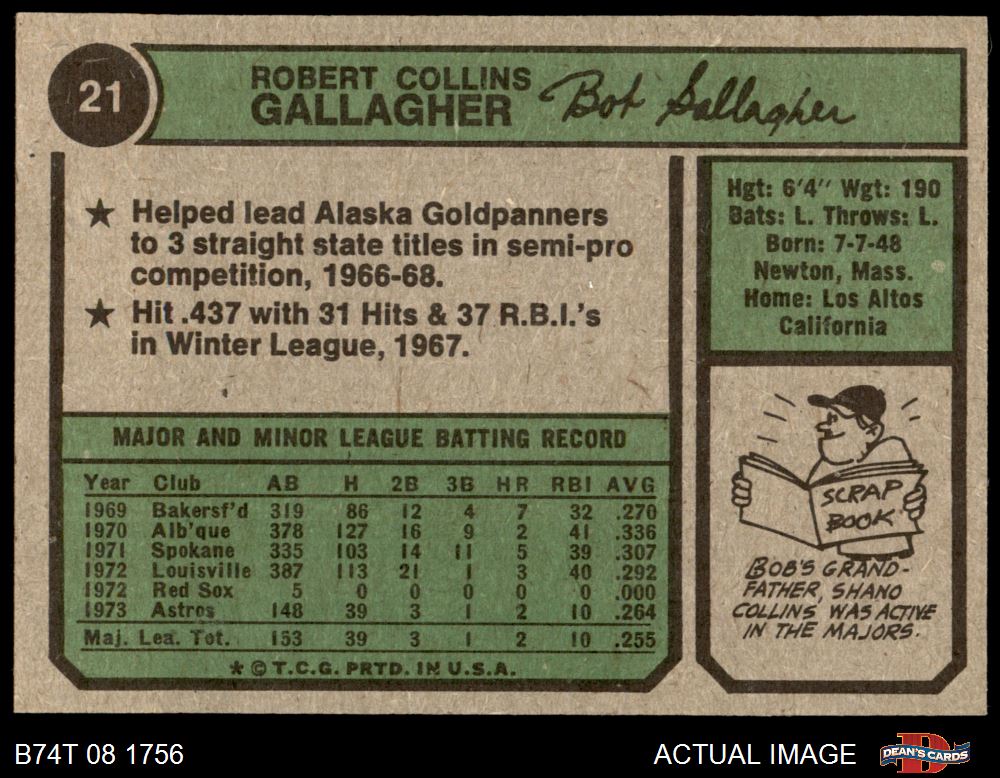 21
ROBERT COLLINS
GALLAGHER
Bob Gallagher
★ Helped lead Alaska Goldpanners
to 3 straight state titles in semi-pro
competition, 1966-68.
★ Hit .437 with 31 Hits & 37 R.B.I.'s
in Winter League, 1967.
Hgt: 6'4" Wgt: 190
Bats: L. Throws: L.
Born: 7-7-48
Newton, Mass.
Home: Los Altos
California
MAJOR AND MINOR LEAGUE BATTING RECORD
Year Club AB H 2B 3B HR RBI AVG
1969 Bakersf'd 319 86 12 4 7 32 .270
1970 Alb'que 378 127 16 9 2 41 .336
1971 Spokane 335 103 14 11 5 39 .307
1972 Louisville 387 113 21 1 3 40 .292
1972 Red Sox 5 0 0 0 0 0 .000
1973 Astros 148 39 3 1 2 10 .264
Maj. Lea. Tot. 153 39 3 1 2 10 .255
★ © T.C.G. PRTD. IN U.S.A.
SCRAP
BOOK
BOB'S GRAND-
FATHER, SHANO
COLLINS WAS ACTIVE
IN THE MAJORS.
B74T 08 1756
ACTUAL IMAGE
D
DEAN'S CARDS